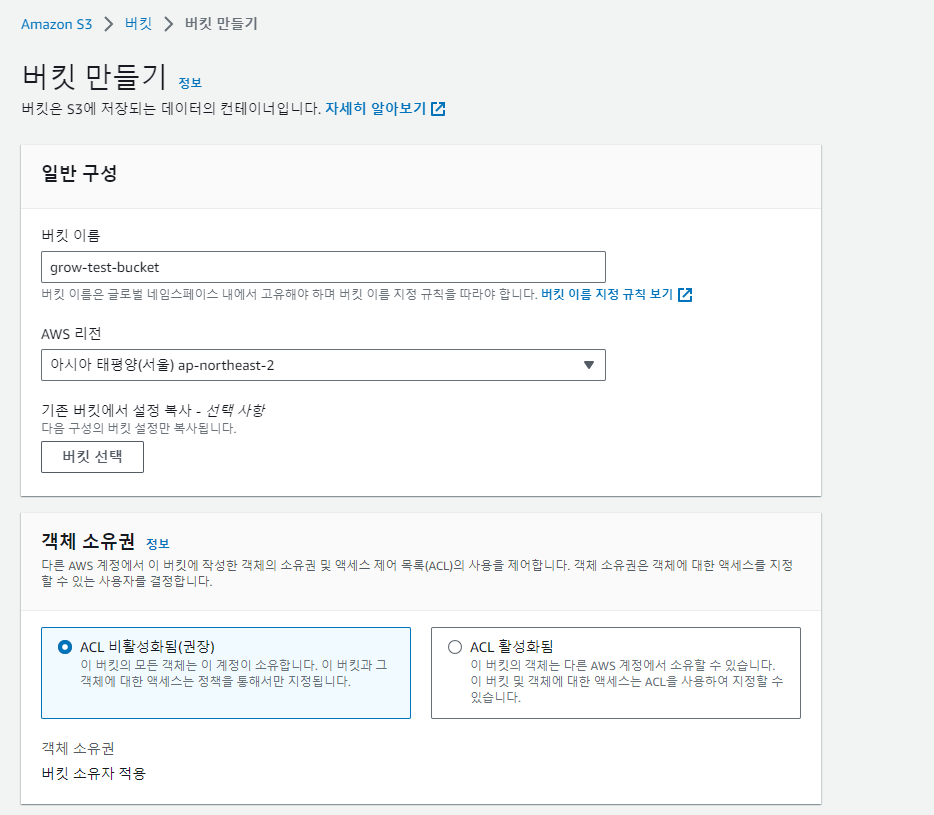 Amazon S3 > 버킷 > 버킷 만들기
버킷 만들기 정보
버킷은 S3에 저장되는 데이터의 컨테이너입니다. 자세히 알아보기
일반 구성
버킷 이름
grow-test-bucket
버킷 이름은 글로벌 네임스페이스 내에서 고유해야 하며 버킷 이름 지정 규칙을 따라야 합니다. 버킷 이름 지정 규칙 보기
AWS 리전
아시아 태평양(서울) ap-northeast-2
기존 버킷에서 설정 복사 - 선택 사항
다음 구성의 버킷 설정만 복사됩니다.
버킷 선택
객체 소유권 정보
다른 AWS 계정에서 이 버킷에 작성한 객체의 소유권 및 액세스 제어 목록(ACL)의 사용을 제어합니다. 객체 소유권은 객체에 대한 액세스를 지정
할 수 있는 사용자를 결정합니다.
ACL 비활성화됨(권장)
이 버킷의 모든 객체는 이 계정이 소유합니다. 이 버킷과 그
객체에 대한 액세스는 정책을 통해서만 지정됩니다.
ACL 활성화됨
이 버킷의 객체는 다른 AWS 계정에서 소유할 수 있습니다.
이 버킷 및 객체에 대한 액세스는 ACL을 사용하여 지정할 수
있습니다.
객체 소유권
버킷 소유자 적용